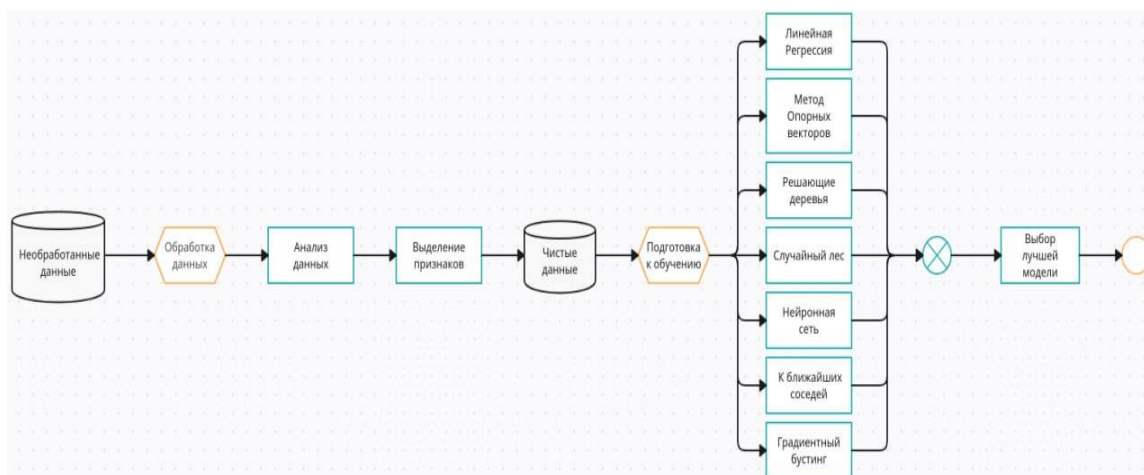 Необработанные
данные
Обработка
данных
Анализ
данных
Выделение
признаков
Чистые
данные
Подготовка
к обучению
Линейная
Регрессия
Метод
Опорных
векторов
Решающие
деревья
Случайный лес
Нейронная
сеть
К ближайших
соседей
Градиентный
бустинг
Выбор
лучшей
модели